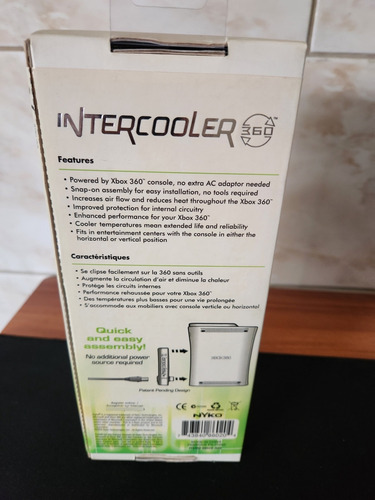 INTERCOOLER 360™
Features
• Powered by Xbox 360™ console, no extra AC adaptor needed
• Snap-on assembly for easy installation, no tools required
• Increases air flow and reduces heat throughout the Xbox 360™
• Improved protection for internal circuitry
• Enhanced performance for your Xbox 360™
• Cooler temperatures mean extended life and reliability
• Fits in entertainment centers with the console in either the
horizontal or vertical position
Caractéristiques
• Se clipse facilement sur la 360 sans outils
• Augmente la circulation d'air et diminue la chaleur
• Protège les circuits internes
• Performance rehaussée pour votre Xbox 360™
• Des températures plus basses pour une vie prolongée
• S'accommode aux mobiliers avec console verticle ou horizontal
Quick
and easy
assembly!
No additional power
source required
XBOX 360
Patent Pending Design
CE
NYKO